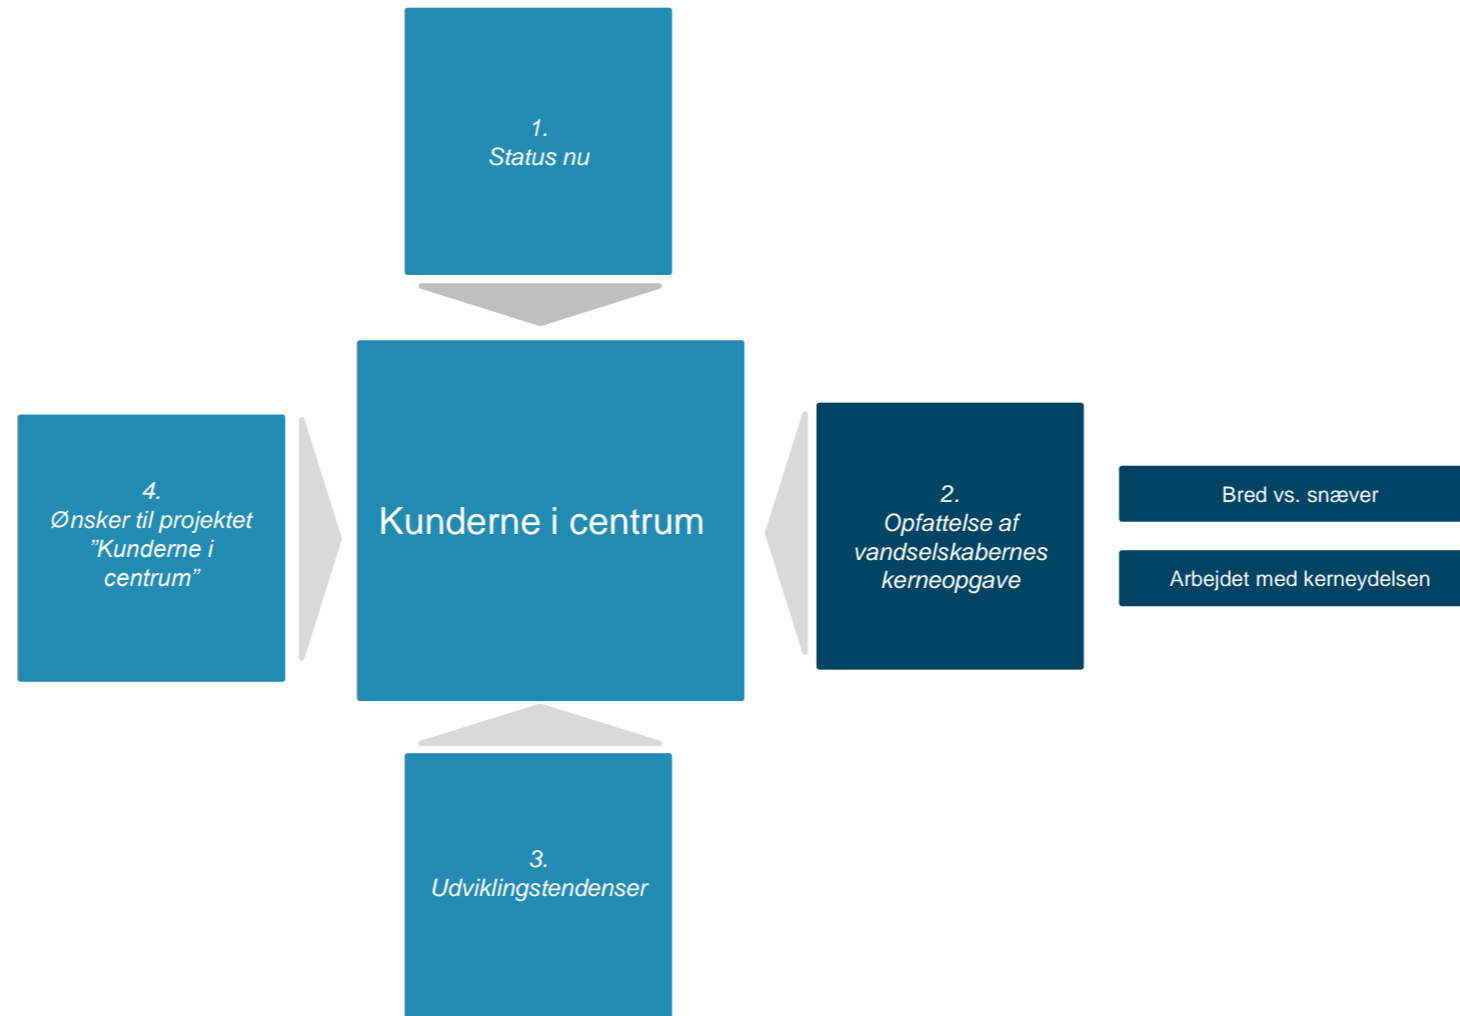 1.
Status nu
Kunderne i centrum
2.
Opfattelse af
vandselskabernes
kerneopgave
Bred vs. snæver
Arbejdet med kerneydelsen
3.
Udviklingstendenser
4.
Ønsker til projektet
”Kunderne i
centrum”